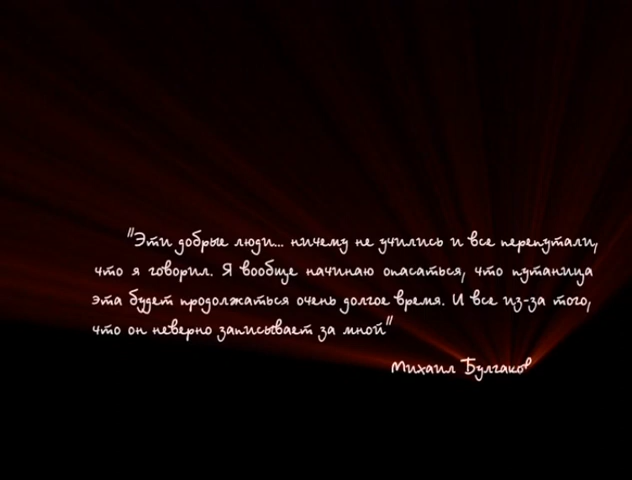 "Эти добрые люди... ничему не учились и все перепутали,
что я говорил. Я вообще начинаю опасаться, что путаница
эта будет продолжаться очень долгое время. И все из-за того,
что он неверно записывает за мной"
Михаил Булгаков